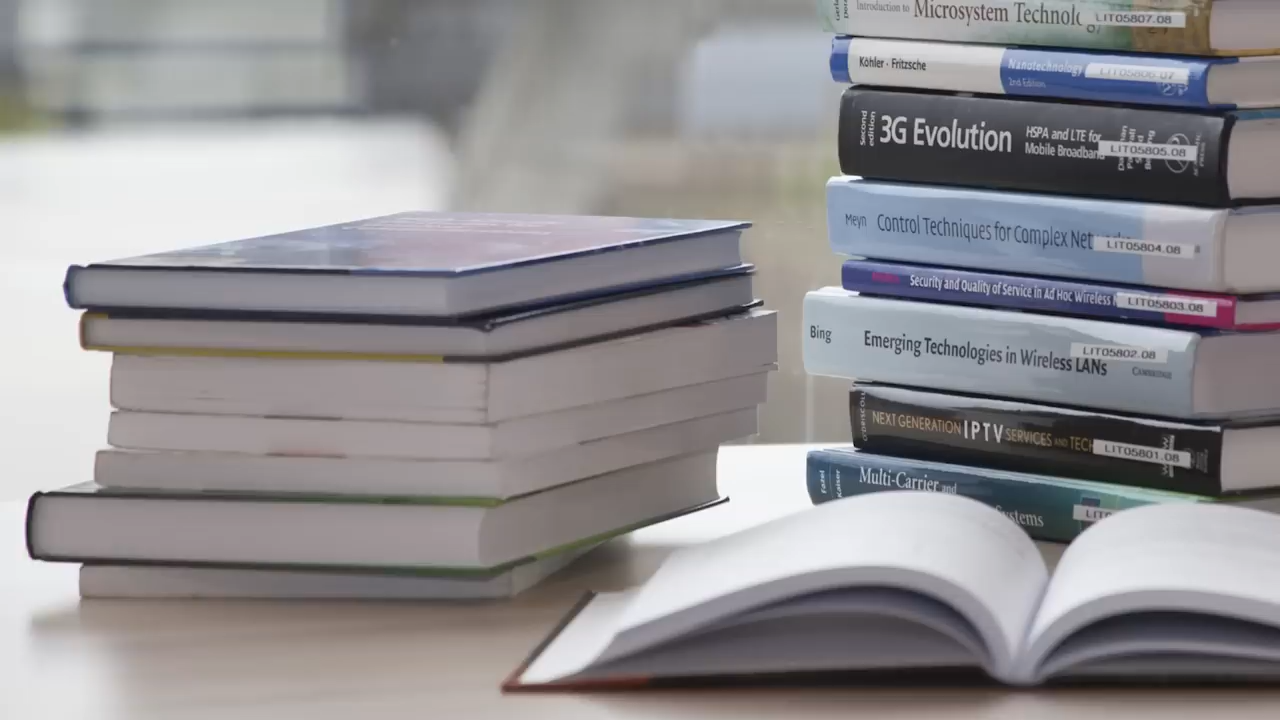 Introduction to Microsystem Technolo
LIT05807.08
Köhler · Fritzsche
Nanotechnology
2nd Edition
LIT05806.07
Second edition
3G Evolution
HSPA and LTE for
Mobile Broadband
LIT05805.08
Meyn
Control Techniques for Complex Net
LIT05804.08
Security and Quality of Service in Ad Hoc Wireless
LIT05803.08
Bing
Emerging Technologies in Wireless LANs
LIT05802.08
CAMBRIDGE
NEXT GENERATION IPTV SERVICES AND TECH
LIT05801.08
Fazel
Kaiser
Multi-Carrier and
Systems
LIT0